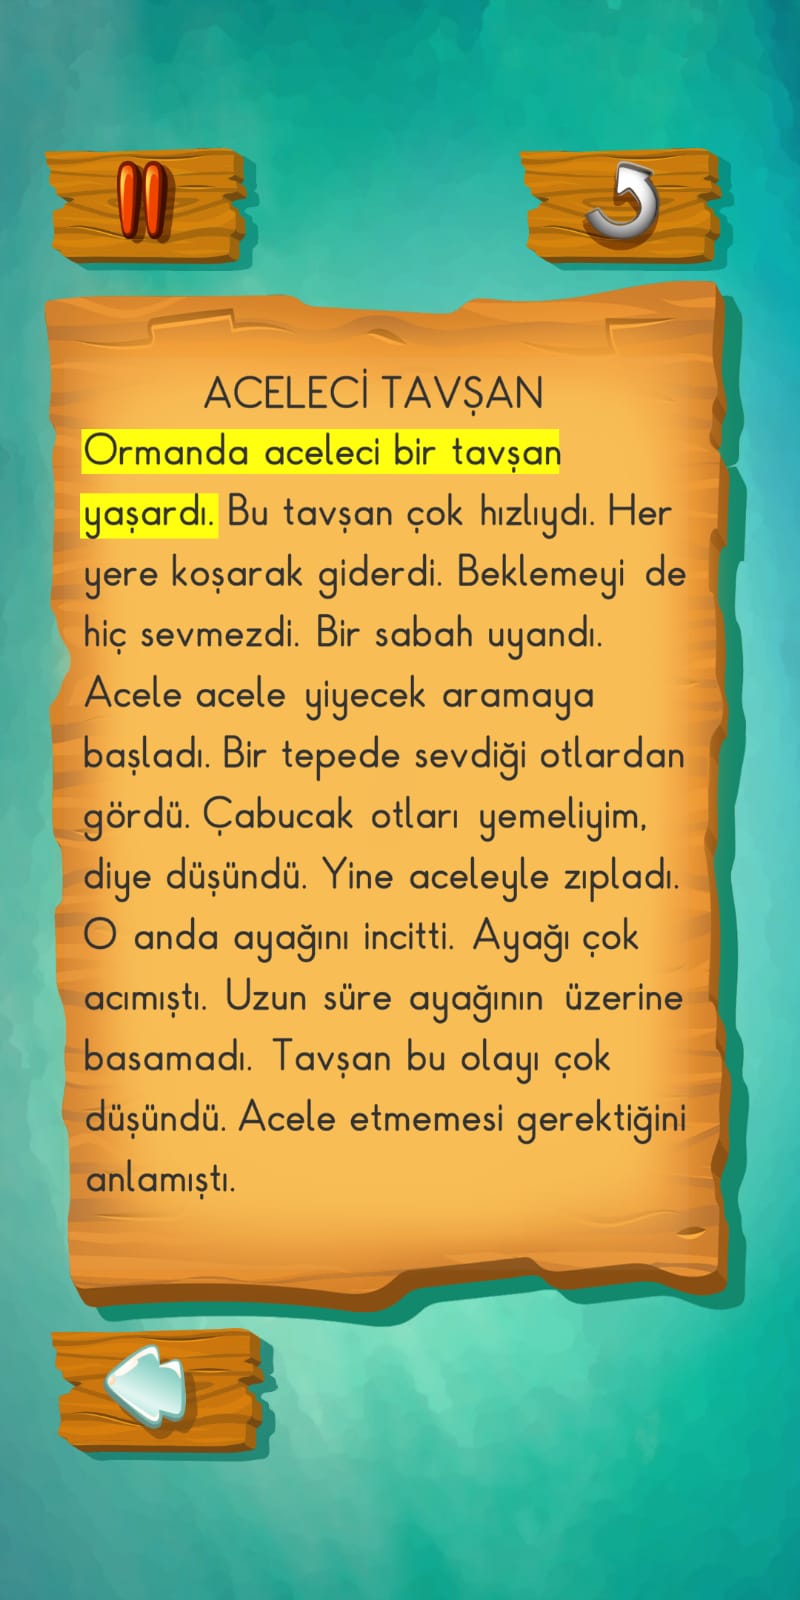 ACELECİ TAVŞAN
Ormanda aceleci bir tavşan
yaşardı. Bu tavşan çok hızlıydı. Her
yere koşarak giderdi. Beklemeyi de
hiç sevmezdi. Bir sabah uyandı.
Acele acele yiyecek aramaya
başladı. Bir tepede sevdiği otlardan
gördü. Çabucak otları yemeliyim,
diye düşündü. Yine aceleyle zıpladı.
O anda ayağını incitti. Ayağı çok
acımıştı. Uzun süre ayağının üzerine
basamadı. Tavşan bu olayı çok
düşündü. Acele etmemesi gerektiğini
anlamıştı.